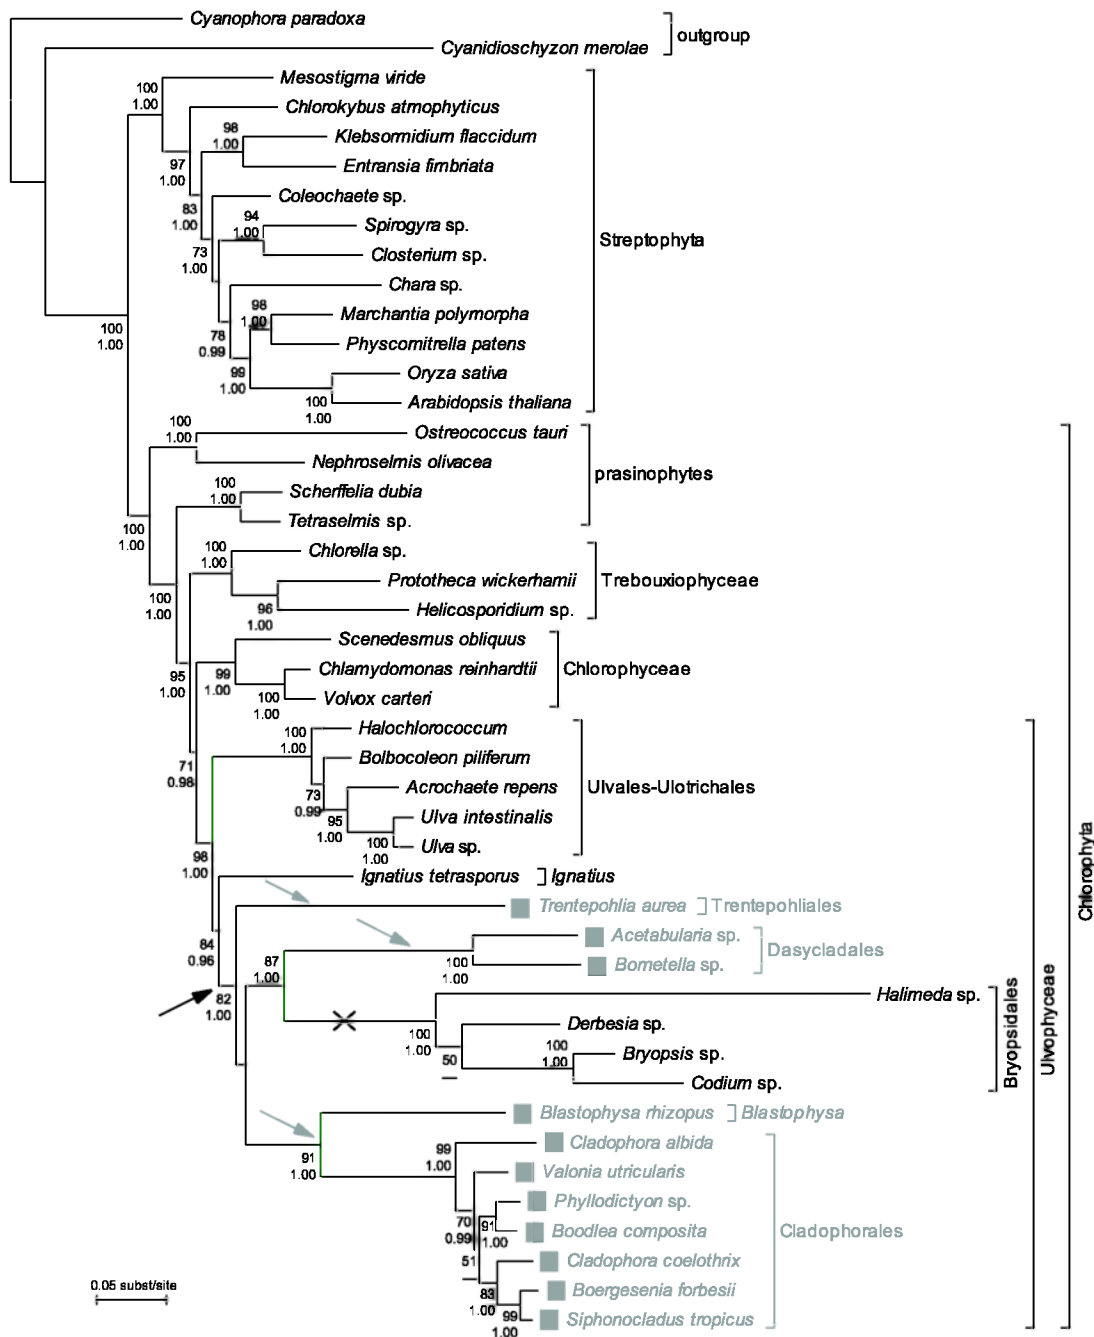 Cyanophora paradoxa
outgroup
Cyanidioschyzon merolae
Mesostigma viride
100
1.00
Chlorokybus atmophyticus
98
1.00
Klebsormidium flaccidum
97
1.00
Entransia fimbriata
Coleochaete sp.
83
1.00
94
1.00
Spirogyra sp.
Streptophyta
73
1.00
Closterium sp.
Chara sp.
98
1.00
Marchantia polymorpha
100
1.00
78
0.99
Physcomitrella patens
99
1.00
Oryza sativa
100
1.00
Arabidopsis thaliana
100
1.00
Ostreococcus tauri
Nephroselmis olivacea
prasinophytes
100
1.00
Scherffelia dubia
Tetraselmis sp.
100
1.00
100
1.00
Chlorella sp.
Prototheca wickerhamii
Trebouxiophyceae
100
1.00
96
1.00
Helicosporidium sp.
Scenedesmus obliquus
95
1.00
99
1.00
Chlamydomonas reinhardtii
Chlorophyceae
100
1.00
Volvox carteri
100
1.00
Halochlorococcum
71
0.98
Bolbocoleon piliferum
73
0.99
Acrochaete repens
Ulvales-Ulotrichales
95
1.00
Ulva intestinalis
100
1.00
Ulva sp.
98
1.00
Ignatius tetrasporus
Ignatius
Trentepohlia aurea
Trentepohliales
Chlorophyta
84
0.96
Acetabularia sp.
Dasycladales
87
1.00
100
1.00
Bornetella sp.
82
1.00
Halimeda sp.
Bryopsidales
Ulvophyceae
100
1.00
Derbesia sp.
50
100
1.00
Bryopsis sp.
Codium sp.
Blastophysa rhizopus
Blastophysa
91
1.00
99
1.00
Cladophora albida
Valonia utricularis
70
0.99
Phyllodictyon sp.
91
1.00
Boodlea composita
Cladophorales
51
Cladophora coelothrix
83
1.00
Boergesenia forbesii
99
1.00
Siphonocladus tropicus
0.05 subst/site